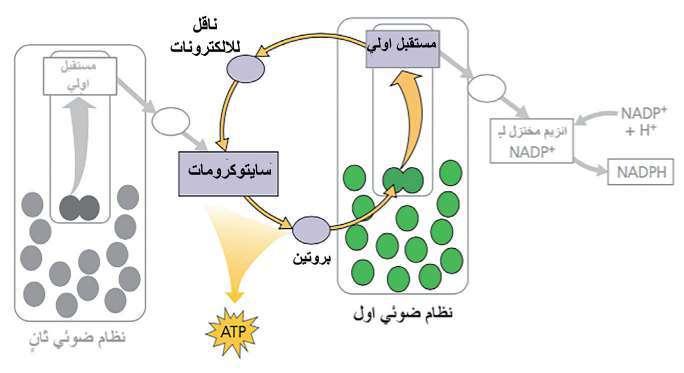 ناقل
للالكترونات
مستقبل اولي
مستقبل
اولي
NADP⁺
+ H⁺
انزيم مختزل لـ
NADP⁺
NADPH
سايتوكرومات
بروتين
ATP
نظام ضوئي اول
نظام ضوئي ثانٍ